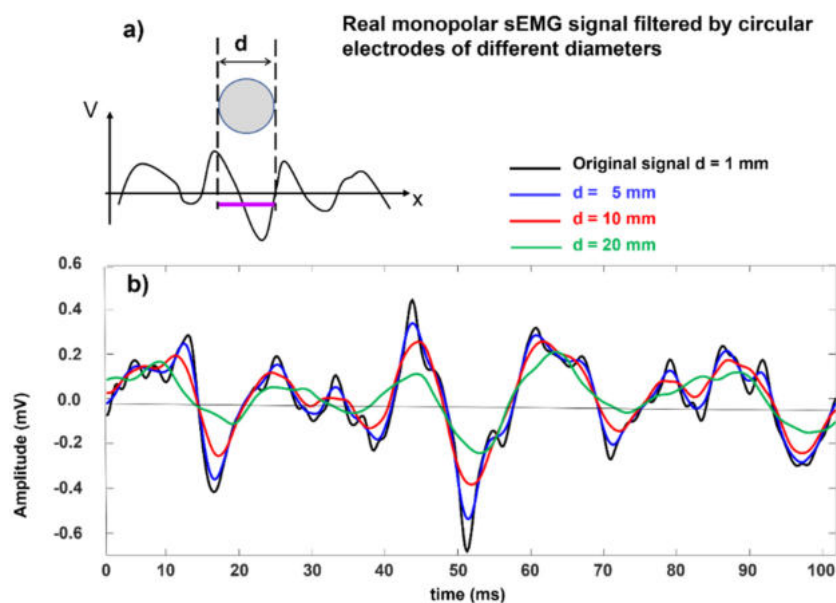 a)
Real monopolar sEMG signal filtered by circular
electrodes of different diameters
d
V
x
Original signal d = 1 mm
d = 5 mm
d = 10 mm
d = 20 mm
b)
0.6
0.4
0.2
0.0
-0.2
-0.4
-0.6
Amplitude (mV)
0 10 20 30 40 50 60 70 80 90 100
time (ms)